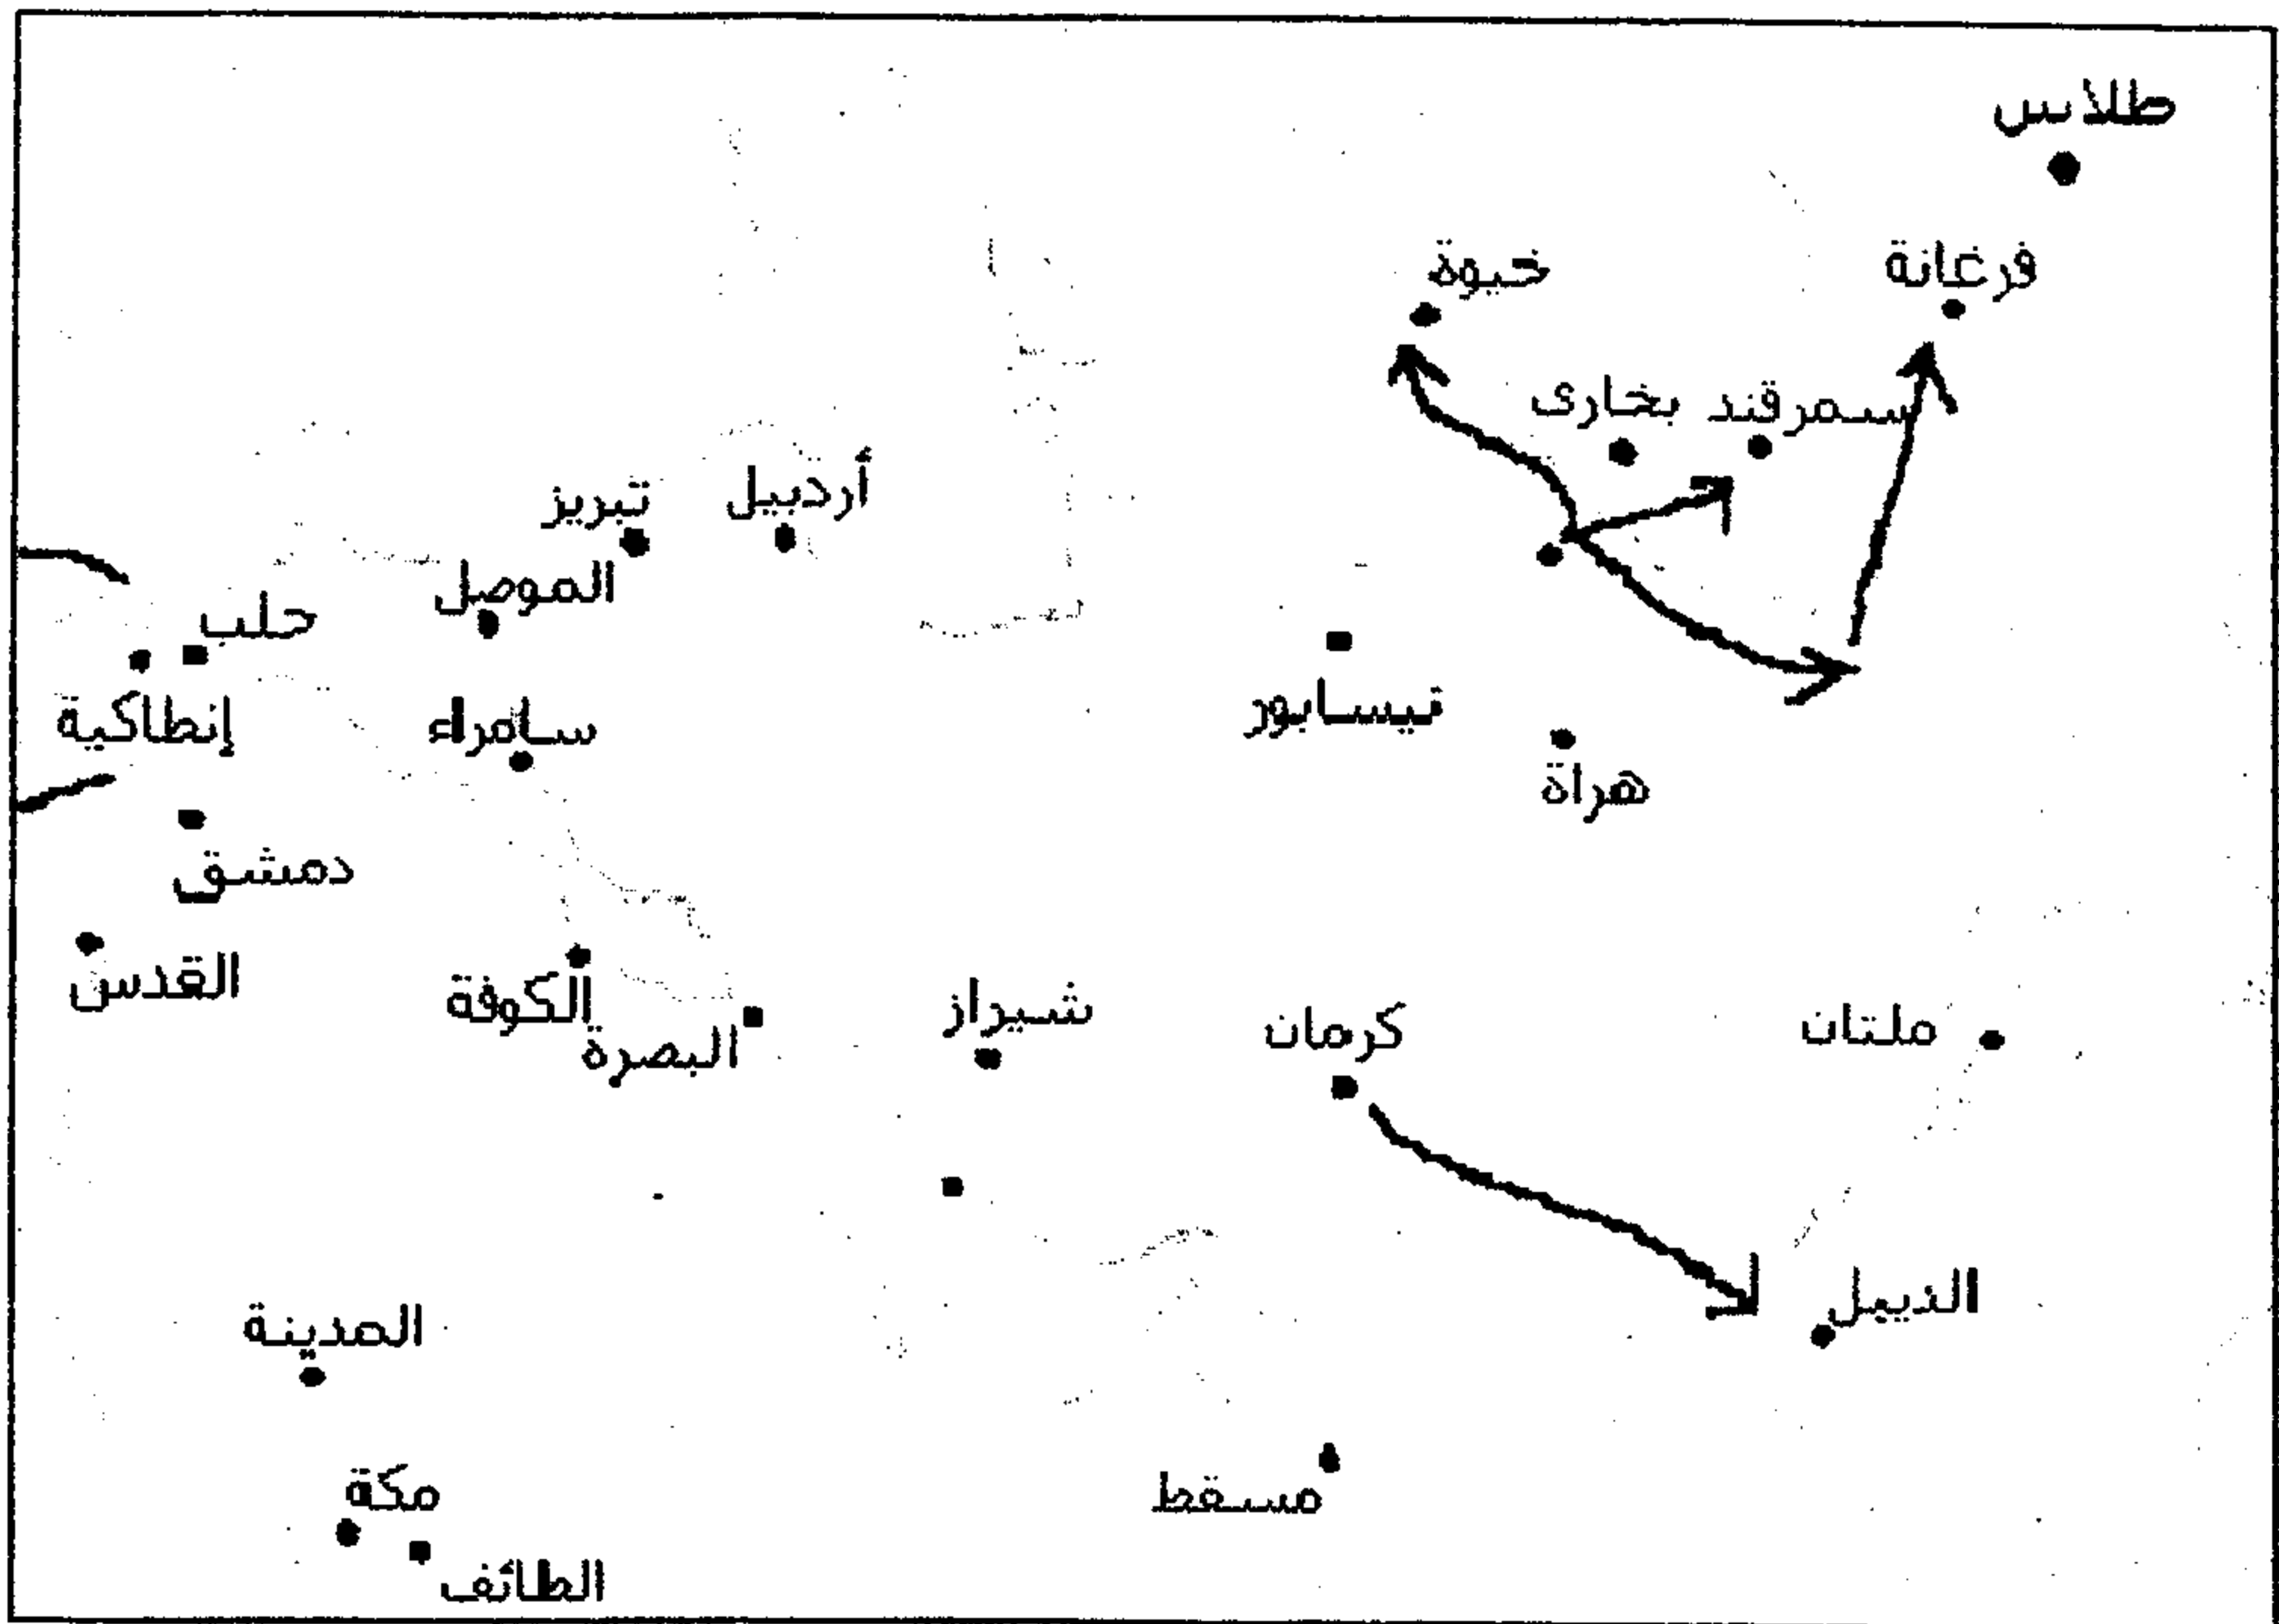 طلاس
فرغانة
خيوة
سمرقند
بخارى
أردبيل
تبريز
الموصل
حلب
إنطاكية
سامراء
تيسابور
هراة
دمشق
القدس
الكوفة
البصرة
شيراز
كرمان
ملتان
الديبل
المدينة
مكة
الطائف
مسقط